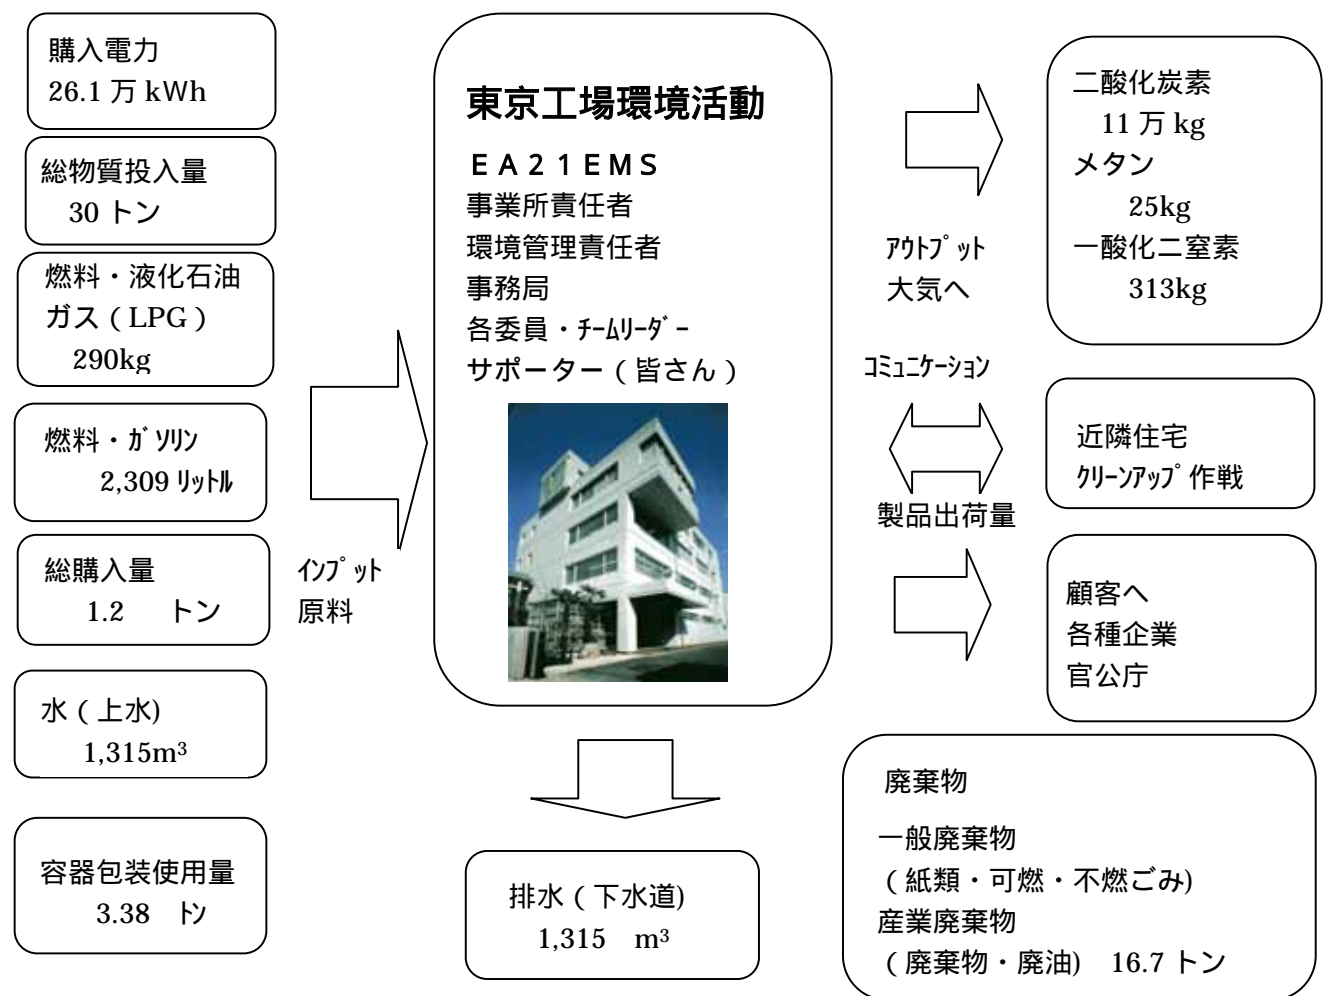 購入電力
26.1 万 kWh
総物質投入量
30 トン
燃料・液化石油
ガス（LPG）
290kg
燃料・ｶﾞｿﾘﾝ
2,309 ﾘｯﾄﾙ
総購入量
1.2 トン
水（上水)
1,315m³
容器包装使用量
3.38 ﾄﾝ
ｲﾝﾌﾟｯﾄ
原料
東京工場環境活動
ＥＡ２１ＥＭＳ
事業所責任者
環境管理責任者
事務局
各委員・ﾁｰﾑﾘｰﾀﾞｰ
サポーター（皆さん）
排水（下水道)
1,315 m³
ｱｳﾄﾌﾟｯﾄ
大気へ
ｺﾐｭﾆｹｰｼｮﾝ
製品出荷量
二酸化炭素
11 万 kg
メタン
25kg
一酸化二窒素
313kg
近隣住宅
ｸﾘｰﾝｱｯﾌﾟ作戦
顧客へ
各種企業
官公庁
廃棄物
一般廃棄物
（紙類・可燃・不燃ごみ)
産業廃棄物
（廃棄物・廃油) 16.7 トン